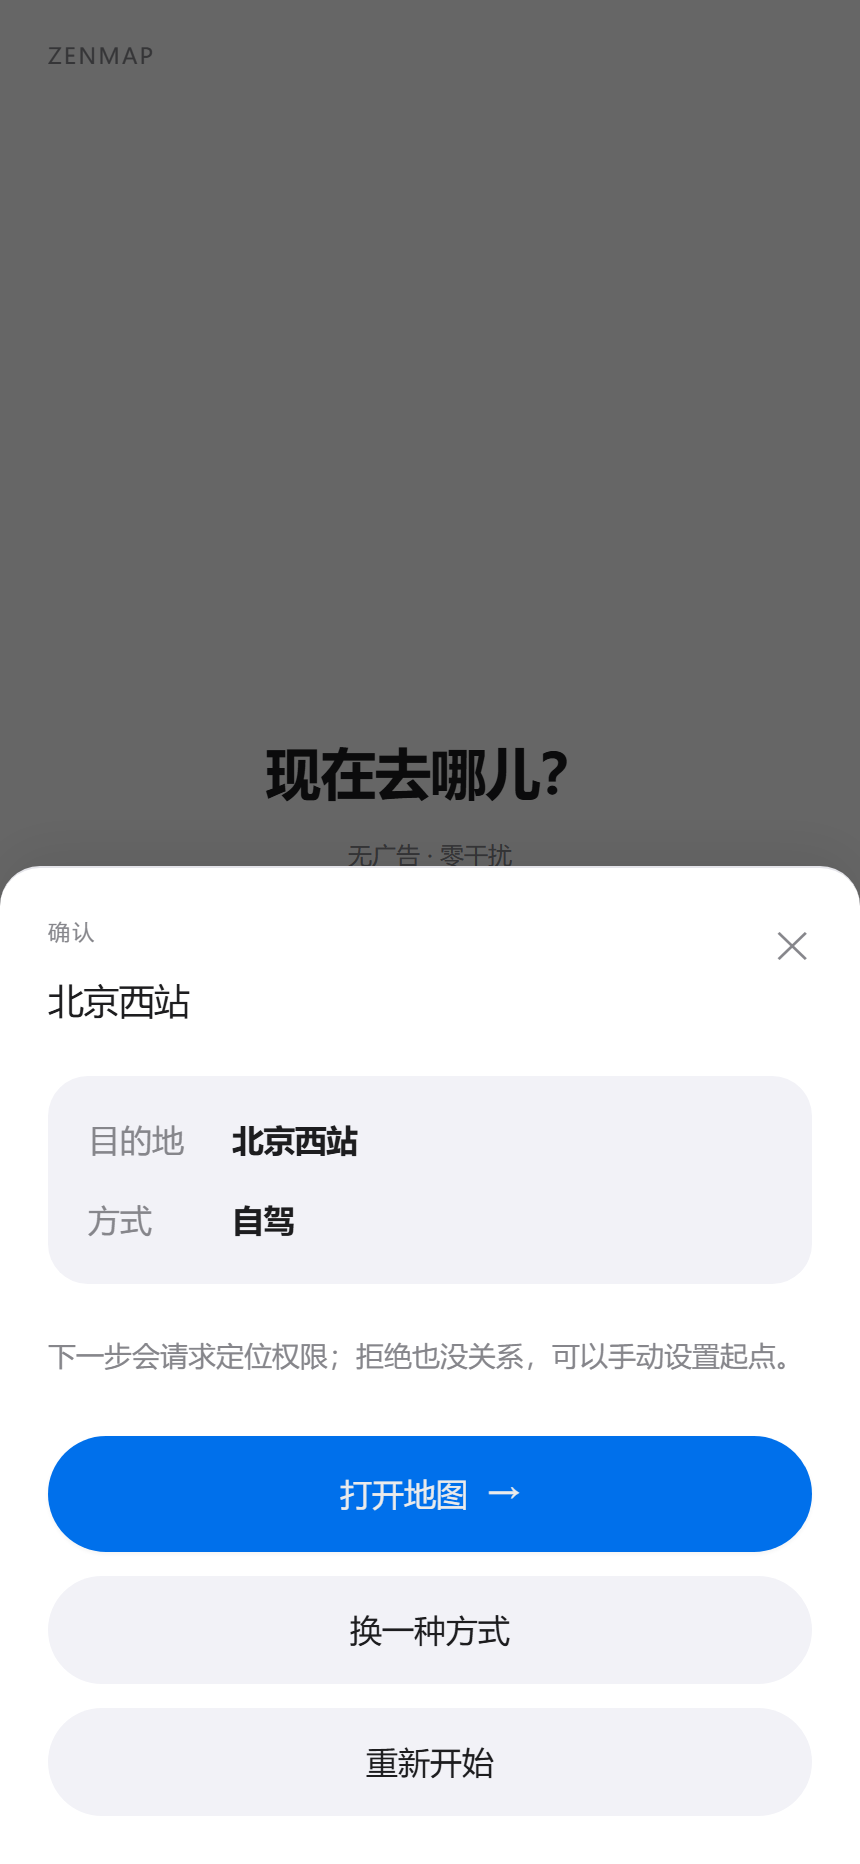 ZENMAP
现在去哪儿?
无广告 · 零干扰
确认
北京西站
目的地 北京西站
方式 自驾
下一步会请求定位权限；拒绝也没关系，可以手动设置起点。
打开地图 →
换一种方式
重新开始